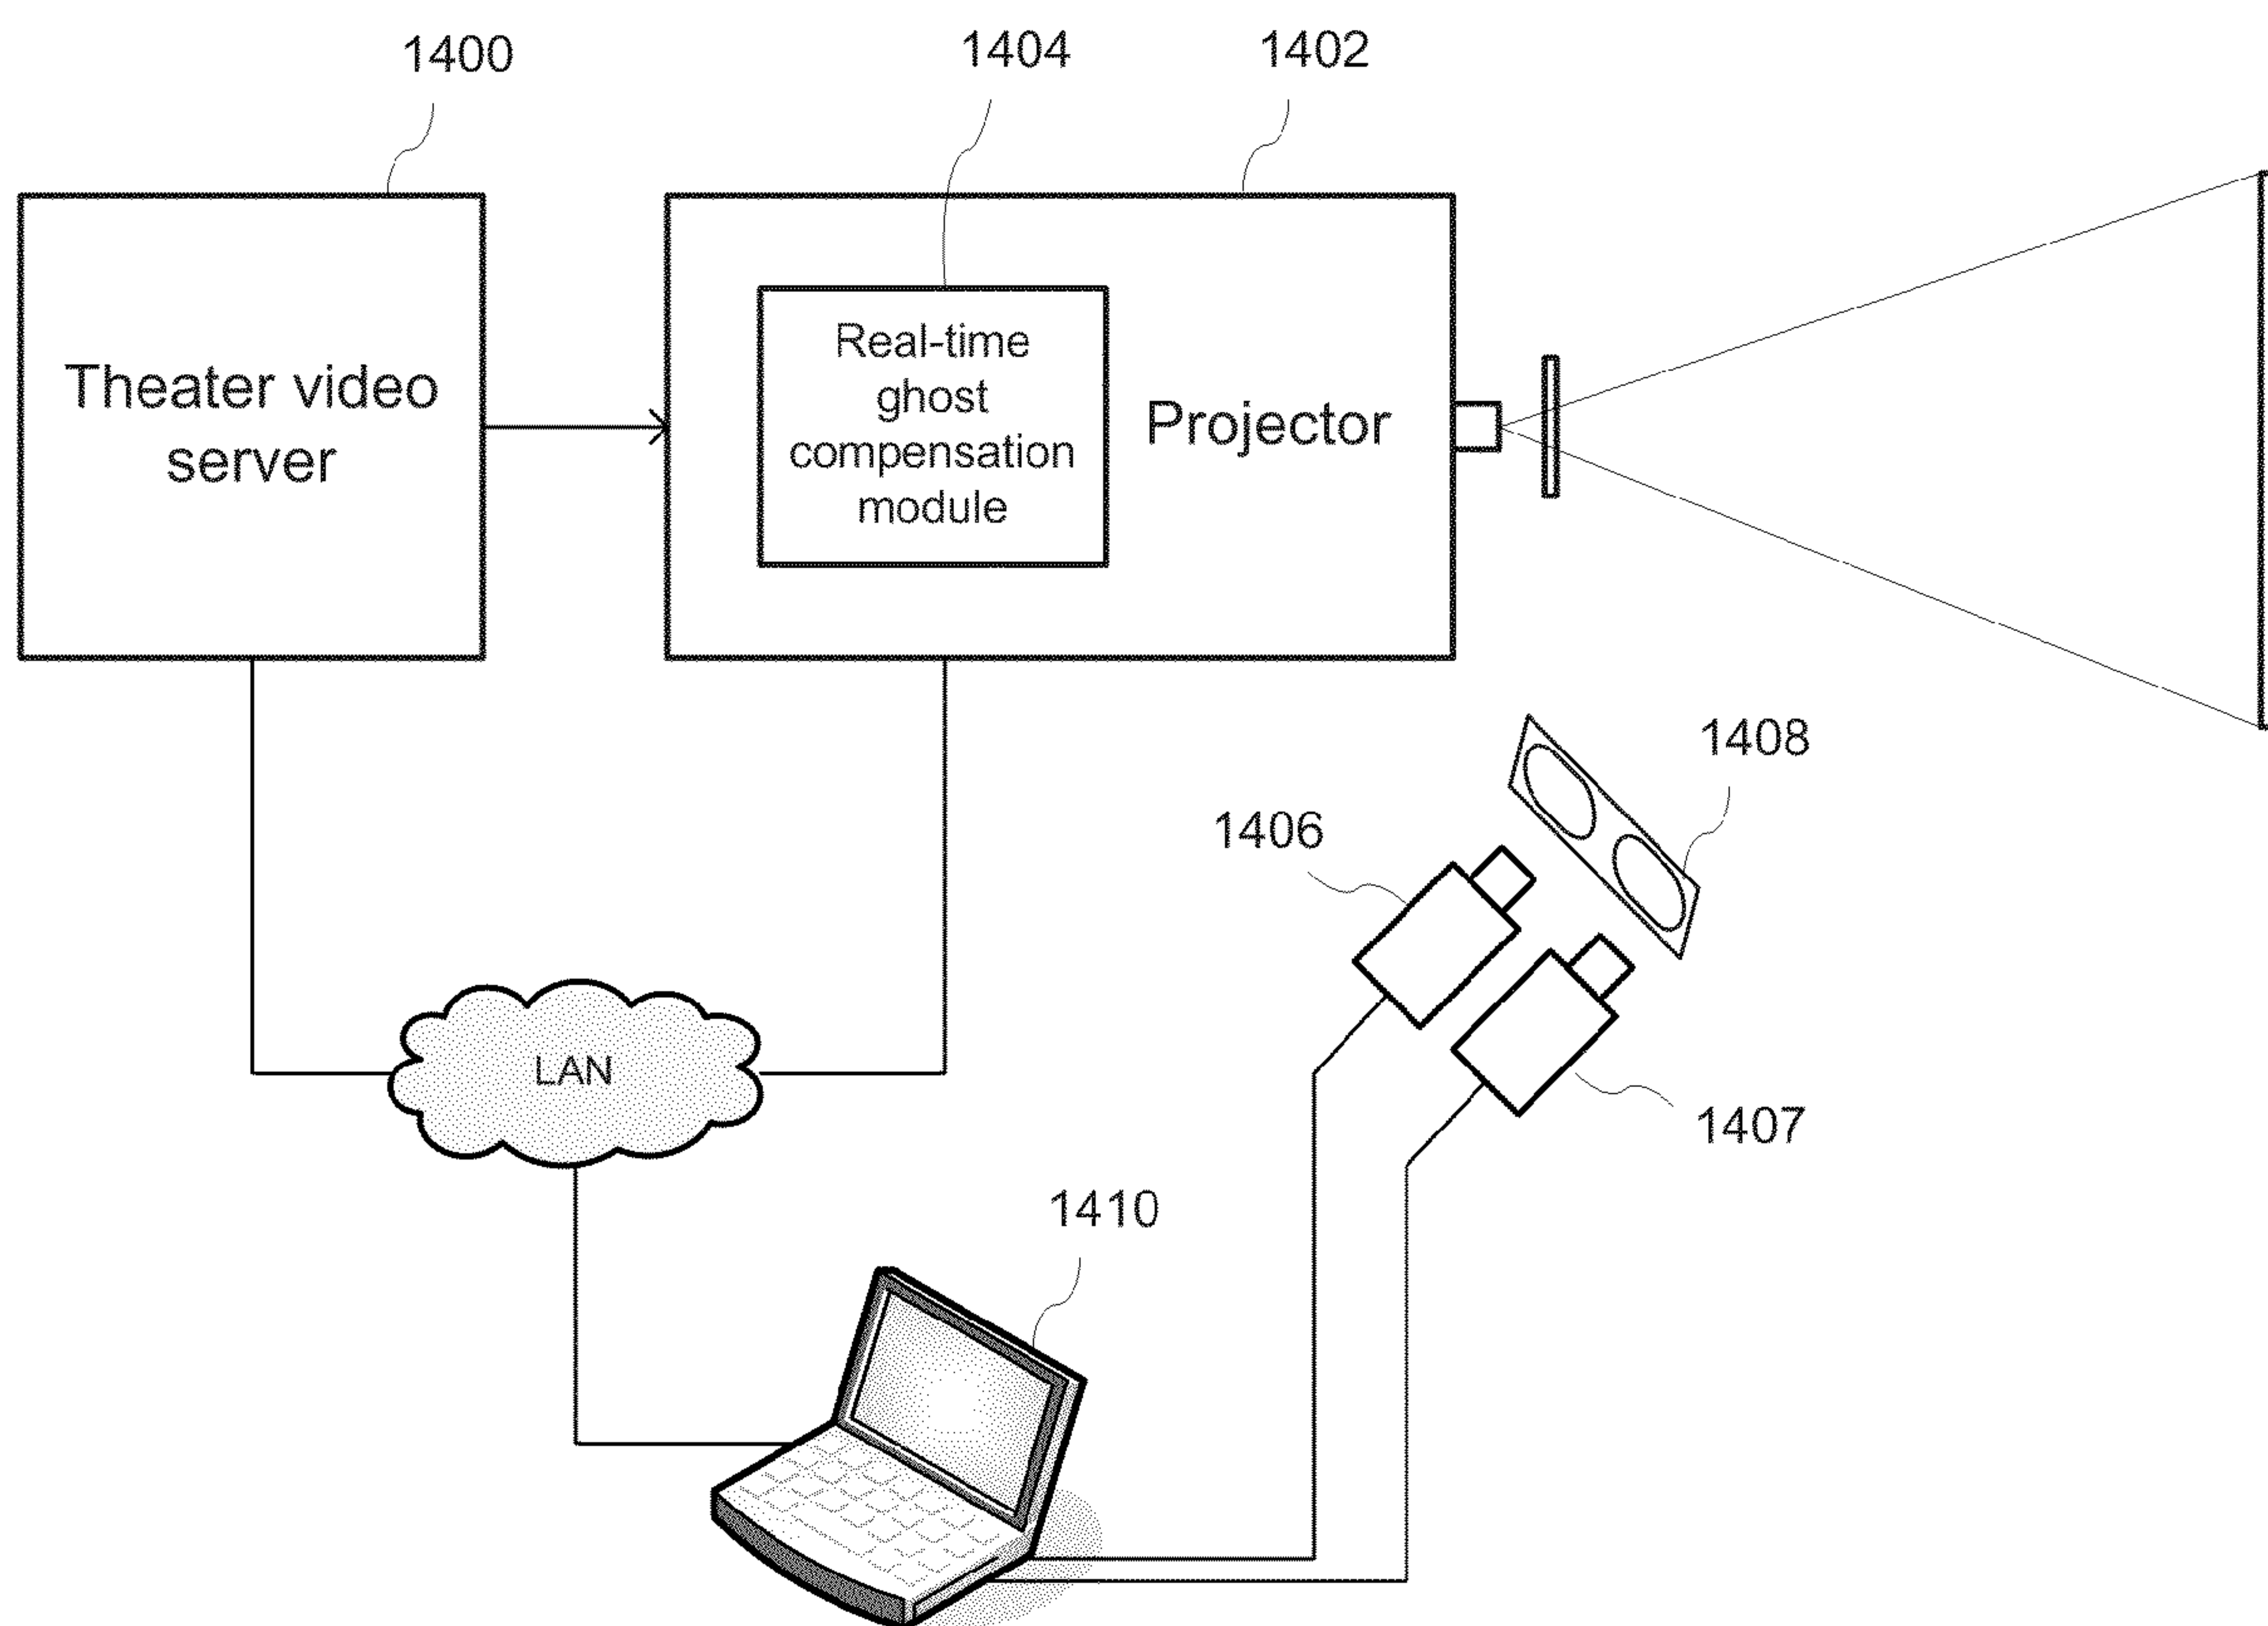 1400
1404
1402
Theater video
server
Real-time
ghost
compensation
module
Projector
1408
1406
LAN
1407
1410